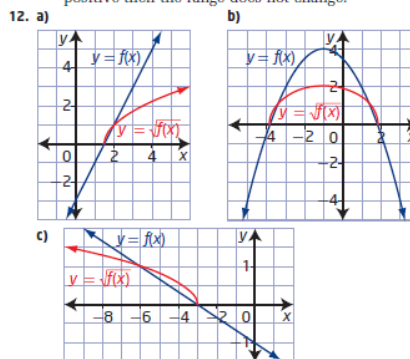 positive then the range does not change.
12. a)
b)
y
y = f(x)
4
2
y = √f(x)
0
2
4
x
−2
y
y = f(x)
4
2
y = √f(x)
−4
−2
0
2
−2
−4
c)
y = f(x)
y
1
y = √f(x)
−8
−6
−4
−2
0
x
−1